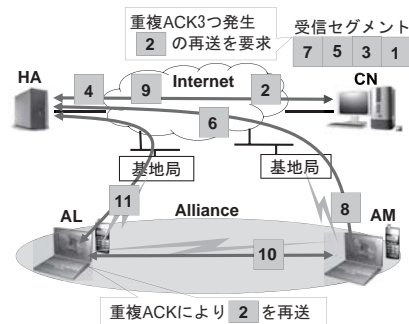 重複ACK3つ発生
2 の再送を要求
受信セグメント
7 5 3 1
HA
4 9 Internet 2
CN
6
基地局
基地局
11
8
AL
Alliance
AM
10
重複ACKにより 2 を再送